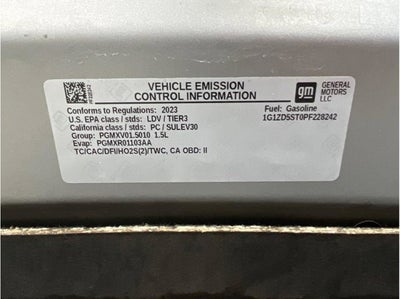 VEHICLE EMISSION
CONTROL INFORMATION
gm
GENERAL
MOTORS
LLC
Conforms to Regulations: 2023
Fuel: Gasoline
U.S. EPA class / stds: LDV / TIER3
1G1ZD5ST0PF228242
California class / stds: PC / SULEV30
Group: PGMXV01.5010 1.5L
Evap: PGMXR01103AA
TC/CAC/DFI/HO2S(2)/TWC, CA OBD: II